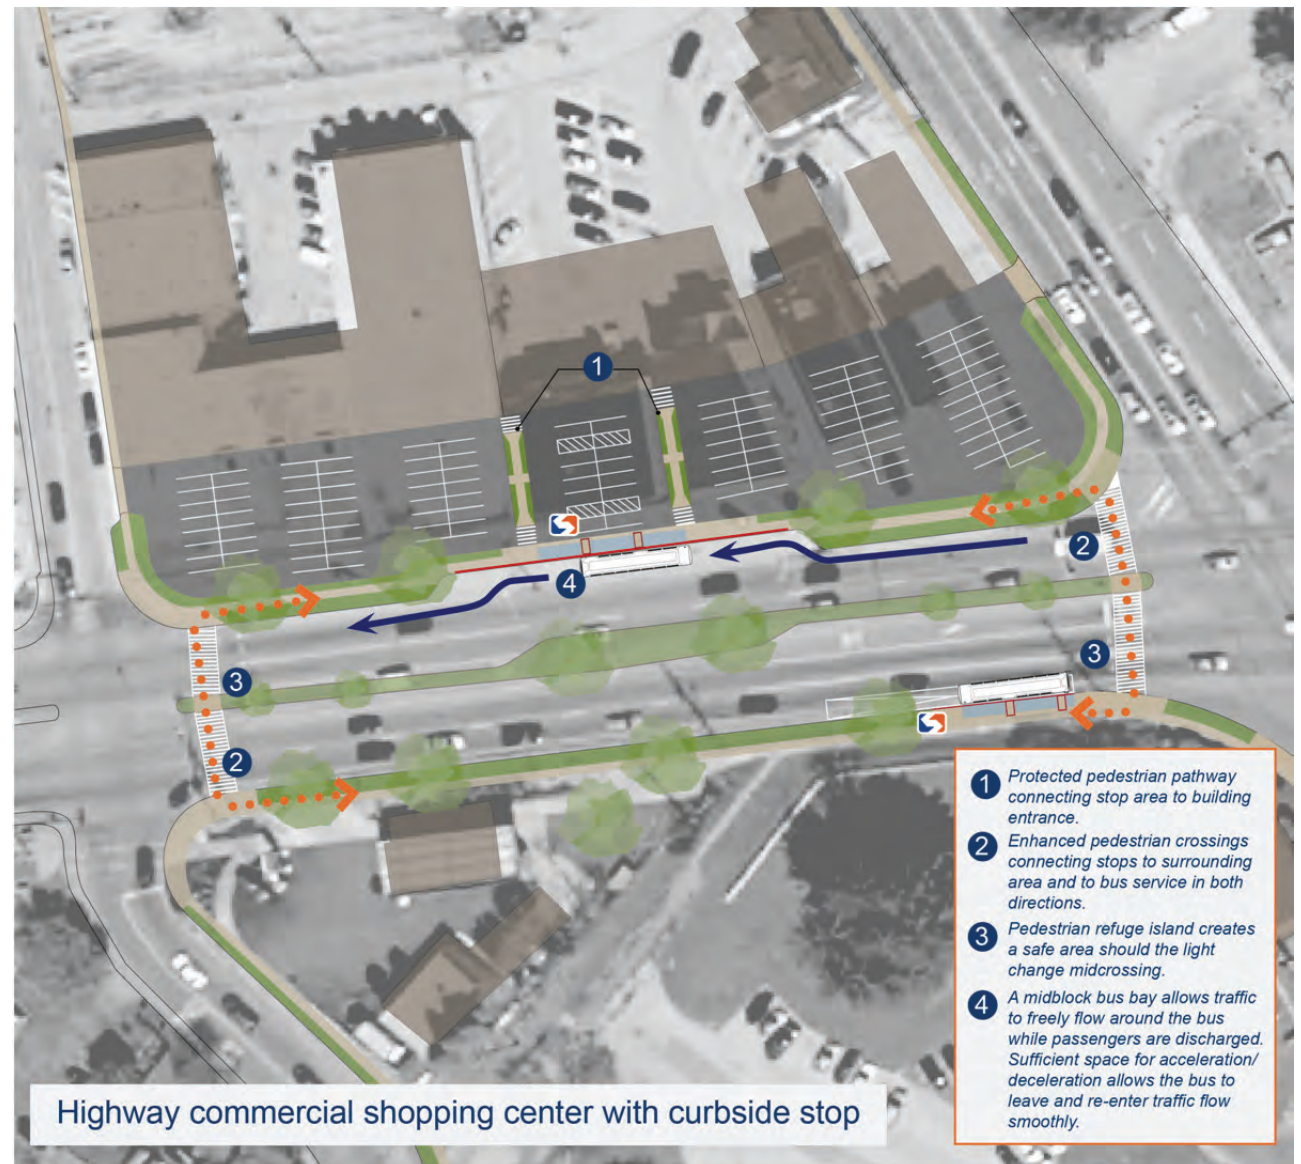 1
2
3
3
4
2
1 Protected pedestrian pathway
connecting stop area to building
entrance.
2 Enhanced pedestrian crossings
connecting stops to surrounding
area and to bus service in both
directions.
3 Pedestrian refuge island creates
a safe area should the light
change midcrossing.
4 A midblock bus bay allows traffic
to freely flow around the bus
while passengers are discharged.
Sufficient space for acceleration/
deceleration allows the bus to
leave and re-enter traffic flow
smoothly.
Highway commercial shopping center with curbside stop